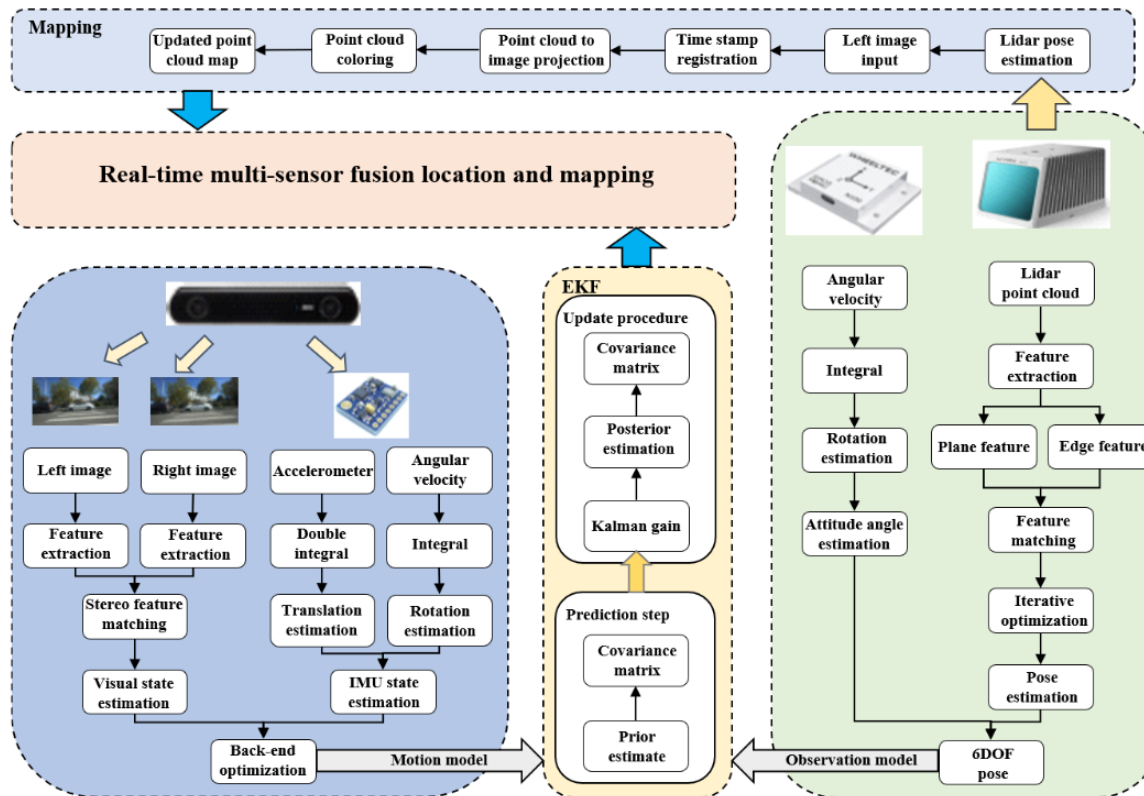 Mapping
Updated point
cloud map
Point cloud
coloring
Point cloud to
image projection
Time stamp
registration
Left image
input
Lidar pose
estimation
Real-time multi-sensor fusion location and mapping
WHEELTEC
EKF
Update procedure
Covariance
matrix
Posterior
estimation
Kalman gain
Prediction step
Covariance
matrix
Prior
estimate
Left image
Right image
Accelerometer
Angular
velocity
Feature
extraction
Feature
extraction
Double
integral
Integral
Stereo feature
matching
Translation
estimation
Rotation
estimation
Visual state
estimation
IMU state
estimation
Back-end
optimization
Motion model
Angular
velocity
Integral
Rotation
estimation
Attitude angle
estimation
Lidar
point cloud
Feature
extraction
Plane feature
Edge feature
Feature
matching
Iterative
optimization
Pose
estimation
6DOF
pose
Observation model